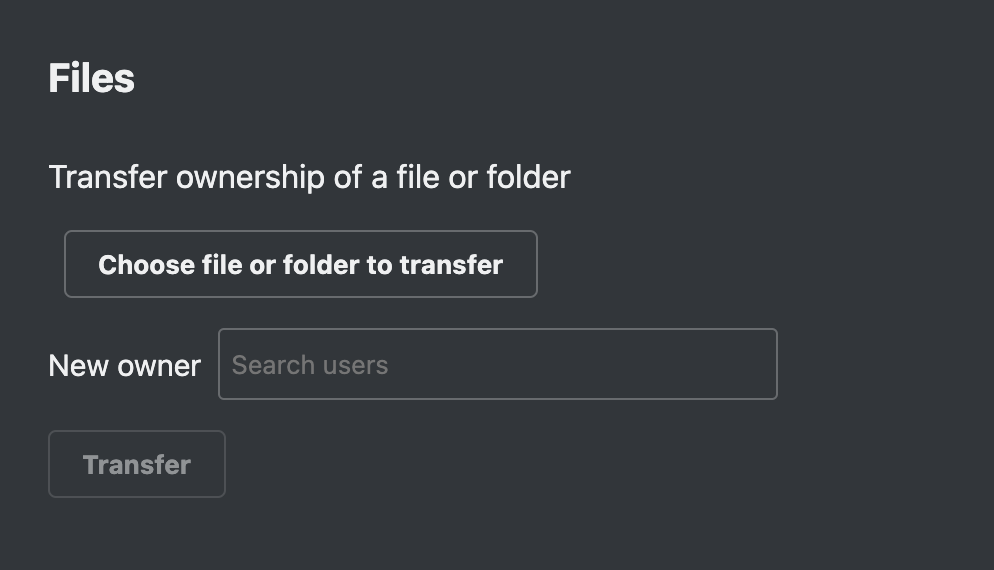 Files
Transfer ownership of a file or folder
Choose file or folder to transfer
New owner Search users
Transfer